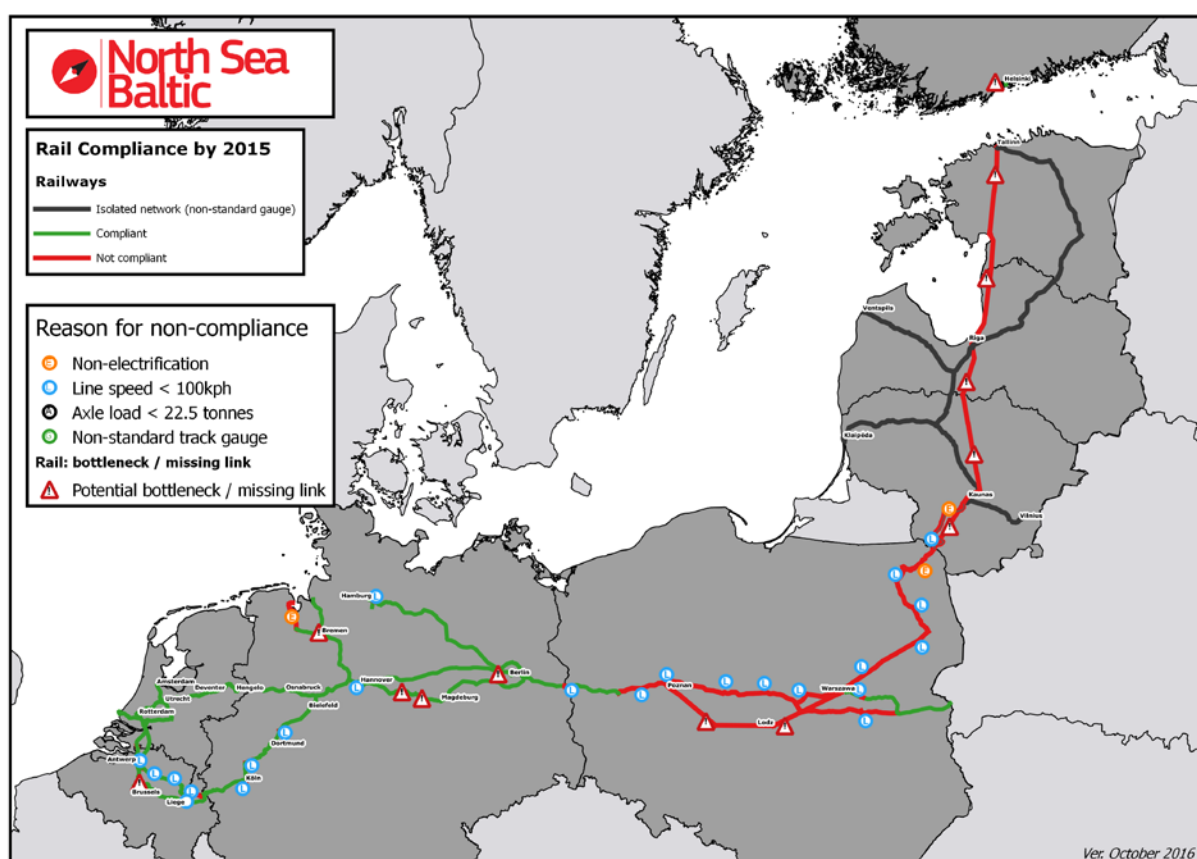 North Sea
Baltic
Rail Compliance by 2015
Railways
Isolated network (non-standard gauge)
Compliant
Not compliant
Reason for non-compliance
E Non-electrification
L Line speed < 100kph
A Axle load < 22.5 tonnes
Non-standard track gauge
Rail: bottleneck / missing link
! Potential bottleneck / missing link
Helsinki
Tallinn
Ventspils
Riga
Klaipėda
Kaunas
Vilnius
Hamburg
Bremen
Berlin
Amsterdam
Deventer
Hengelo
Osnabruck
Hannover
Utrecht
Magdeburg
Poznan
Warszawa
Rotterdam
Bielefeld
Lodz
Dortmund
Antwerp
Köln
Brussels
Liege
Ver. October 2016